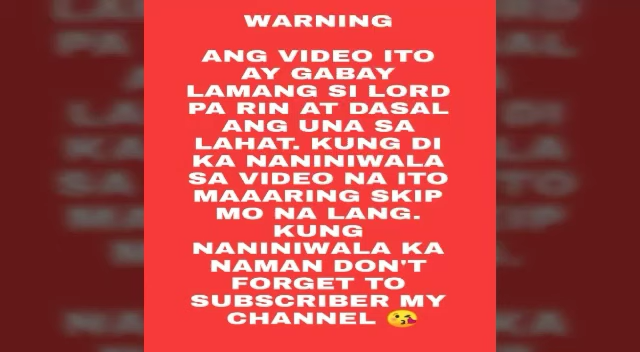 WARNING
ANG VIDEO ITO
AY GABAY
LAMANG SI LORD
PA RIN AT DASAL
ANG UNA SA
LAHAT. KUNG DI
KA NANINIWALA
SA VIDEO NA ITO
MAAARING SKIP
MO NA LANG.
KUNG
NANINIWALA KA
NAMAN DON'T
FORGET TO
SUBSCRIBER MY
CHANNEL 😘